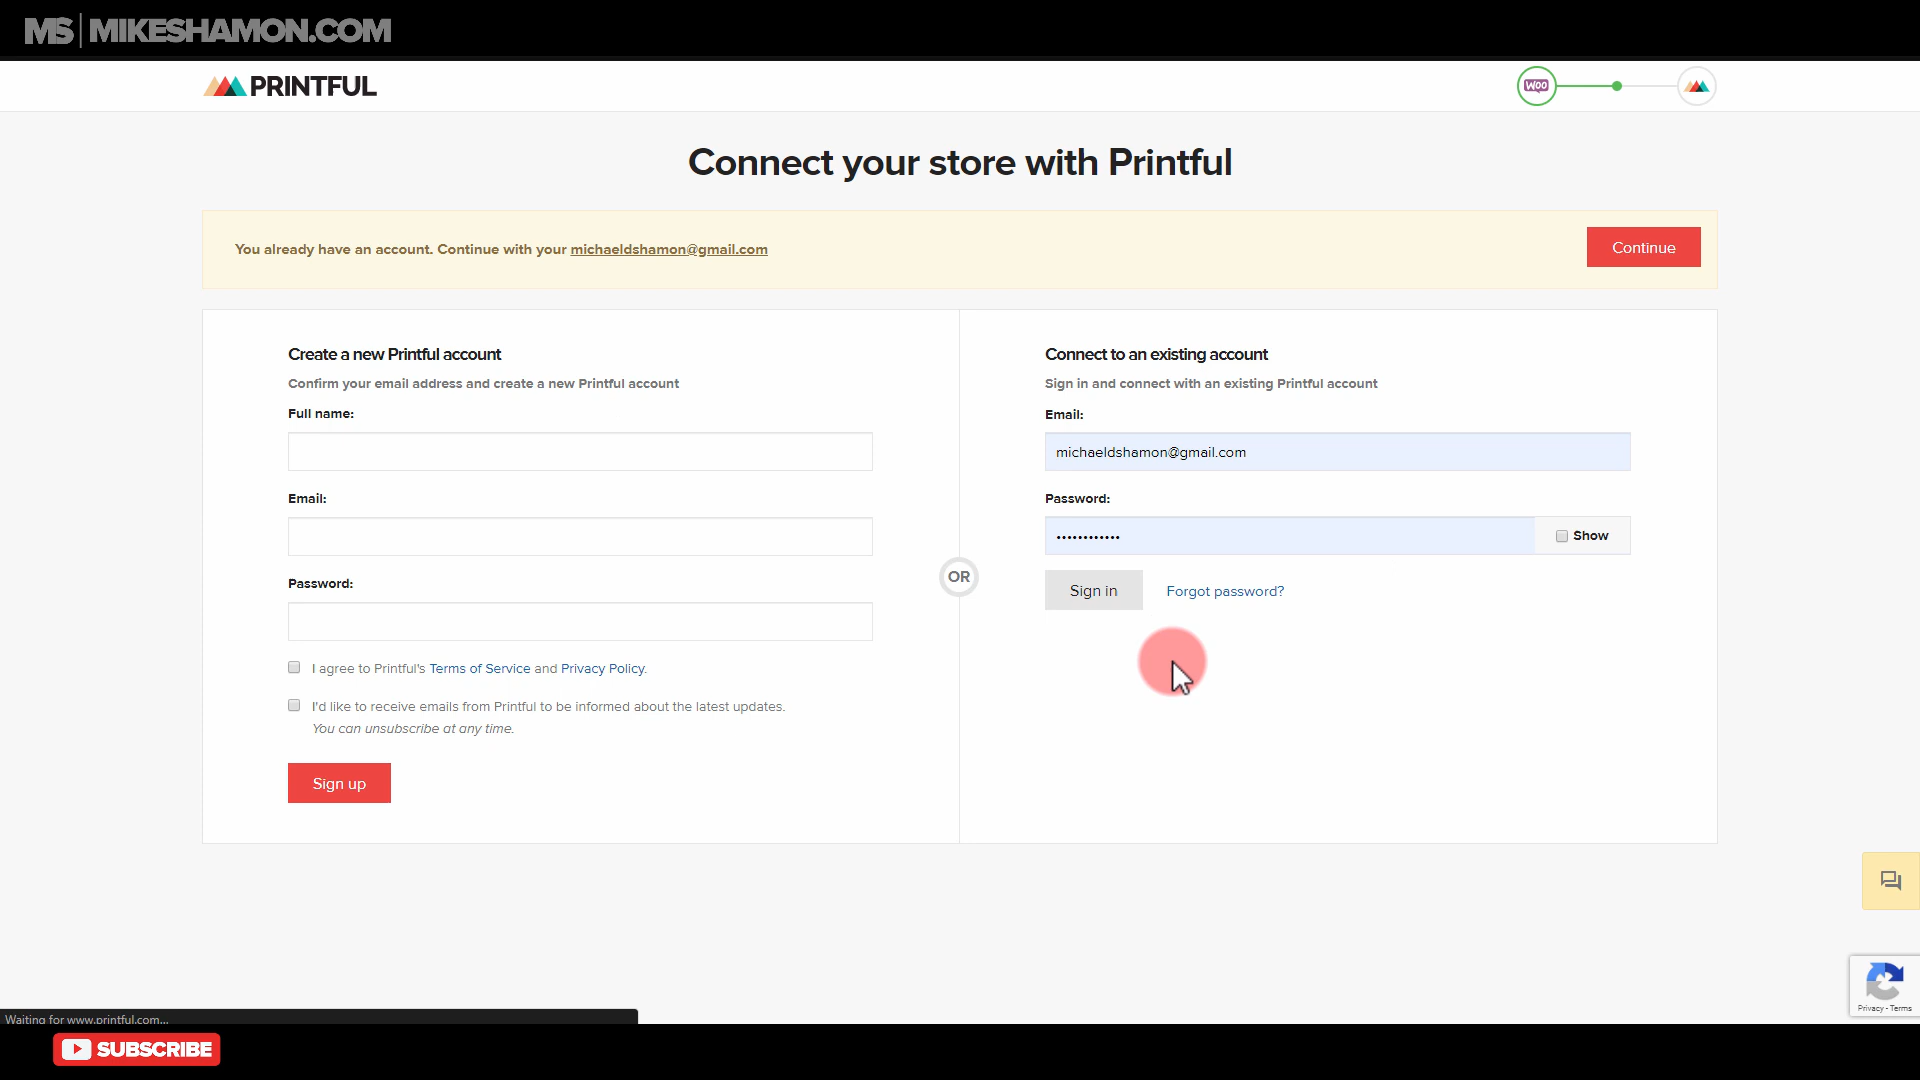 MS | MIKESHAMON.COM
PRINTFUL
WOO
Connect your store with Printful
You already have an account. Continue with your michaeldshamon@gmail.com
Continue
Create a new Printful account
Confirm your email address and create a new Printful account
Full name:
Email:
Password:
I agree to Printful's Terms of Service and Privacy Policy.
I'd like to receive emails from Printful to be informed about the latest updates.
You can unsubscribe at any time.
Sign up
OR
Connect to an existing account
Sign in and connect with an existing Printful account
Email:
michaeldshamon@gmail.com
Password:
••••••••••••
Show
Sign in
Forgot password?
Privacy - Terms
Waiting for www.printful.com...
SUBSCRIBE